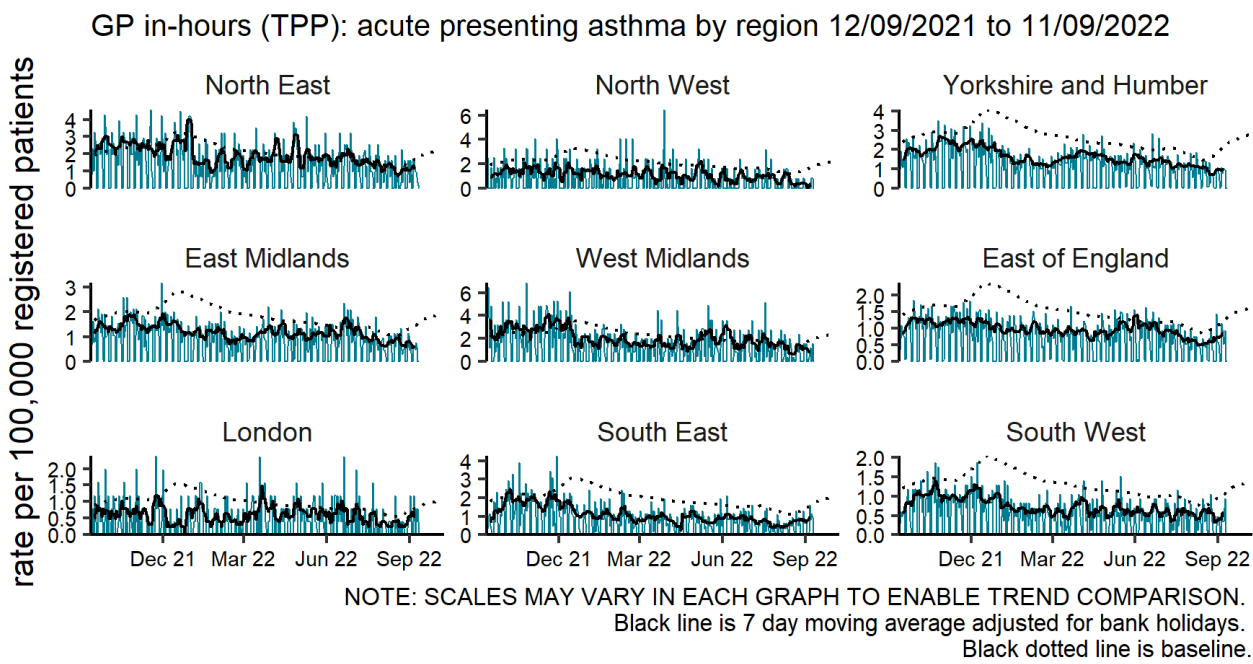 GP in-hours (TPP): acute presenting asthma by region 12/09/2021 to 11/09/2022
rate per 100,000 registered patients
North East
4
3
2
1
0
North West
6
4
2
0
Yorkshire and Humber
4
3
2
1
0
East Midlands
3
2
1
0
West Midlands
6
4
2
0
East of England
2.0
1.5
1.0
0.5
0.0
London
2.0
1.5
1.0
0.5
0.0
South East
4
3
2
1
0
South West
2.0
1.5
1.0
0.5
0.0
Dec 21 Mar 22 Jun 22 Sep 22
Dec 21 Mar 22 Jun 22 Sep 22
Dec 21 Mar 22 Jun 22 Sep 22
NOTE: SCALES MAY VARY IN EACH GRAPH TO ENABLE TREND COMPARISON.
Black line is 7 day moving average adjusted for bank holidays.
Black dotted line is baseline.